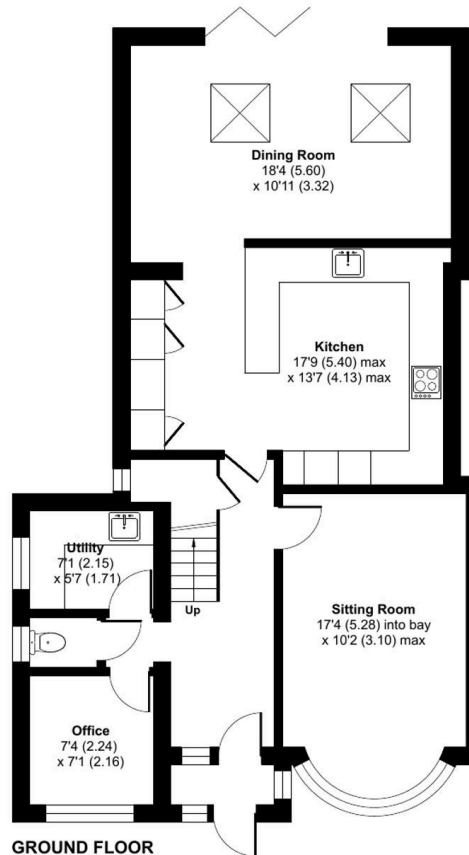 Dining Room
18'4 (5.60)
x 10'11 (3.32)
Kitchen
17'9 (5.40) max
x 13'7 (4.13) max
Utility
7'1 (2.15)
x 5'7 (1.71)
Up
Sitting Room
17'4 (5.28) into bay
x 10'2 (3.10) max
Office
7'4 (2.24)
x 7'1 (2.16)
GROUND FLOOR